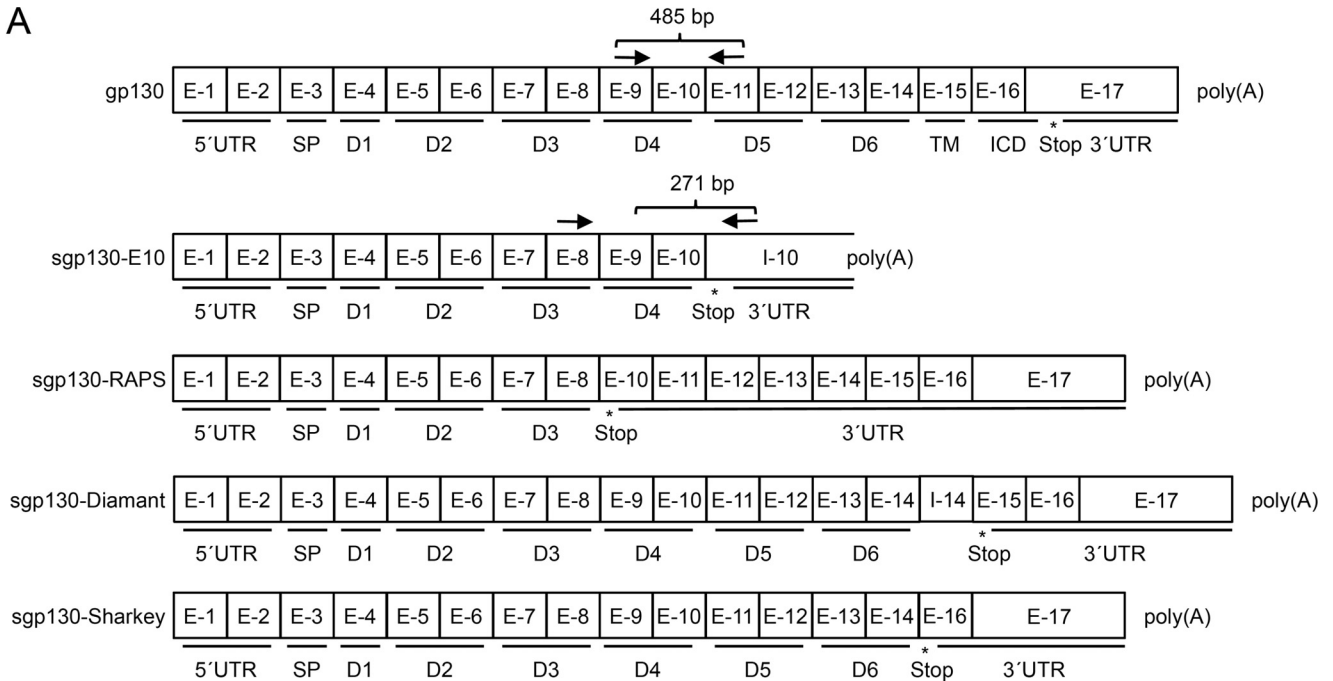 A
485 bp
gp130 E-1 E-2 E-3 E-4 E-5 E-6 E-7 E-8 E-9 E-10 E-11 E-12 E-13 E-14 E-15 E-16 E-17 poly(A)
5´UTR SP D1 D2 D3 D4 D5 D6 TM ICD * Stop 3´UTR
271 bp
sgp130-E10 E-1 E-2 E-3 E-4 E-5 E-6 E-7 E-8 E-9 E-10 I-10 poly(A)
5´UTR SP D1 D2 D3 D4 * Stop 3´UTR
sgp130-RAPS E-1 E-2 E-3 E-4 E-5 E-6 E-7 E-8 E-10 E-11 E-12 E-13 E-14 E-15 E-16 E-17 poly(A)
5´UTR SP D1 D2 D3 * Stop 3´UTR
sgp130-Diamant E-1 E-2 E-3 E-4 E-5 E-6 E-7 E-8 E-9 E-10 E-11 E-12 E-13 E-14 I-14 E-15 E-16 E-17 poly(A)
5´UTR SP D1 D2 D3 D4 D5 D6 * Stop 3´UTR
sgp130-Sharkey E-1 E-2 E-3 E-4 E-5 E-6 E-7 E-8 E-9 E-10 E-11 E-12 E-13 E-14 E-16 E-17 poly(A)
5´UTR SP D1 D2 D3 D4 D5 D6 * Stop 3´UTR